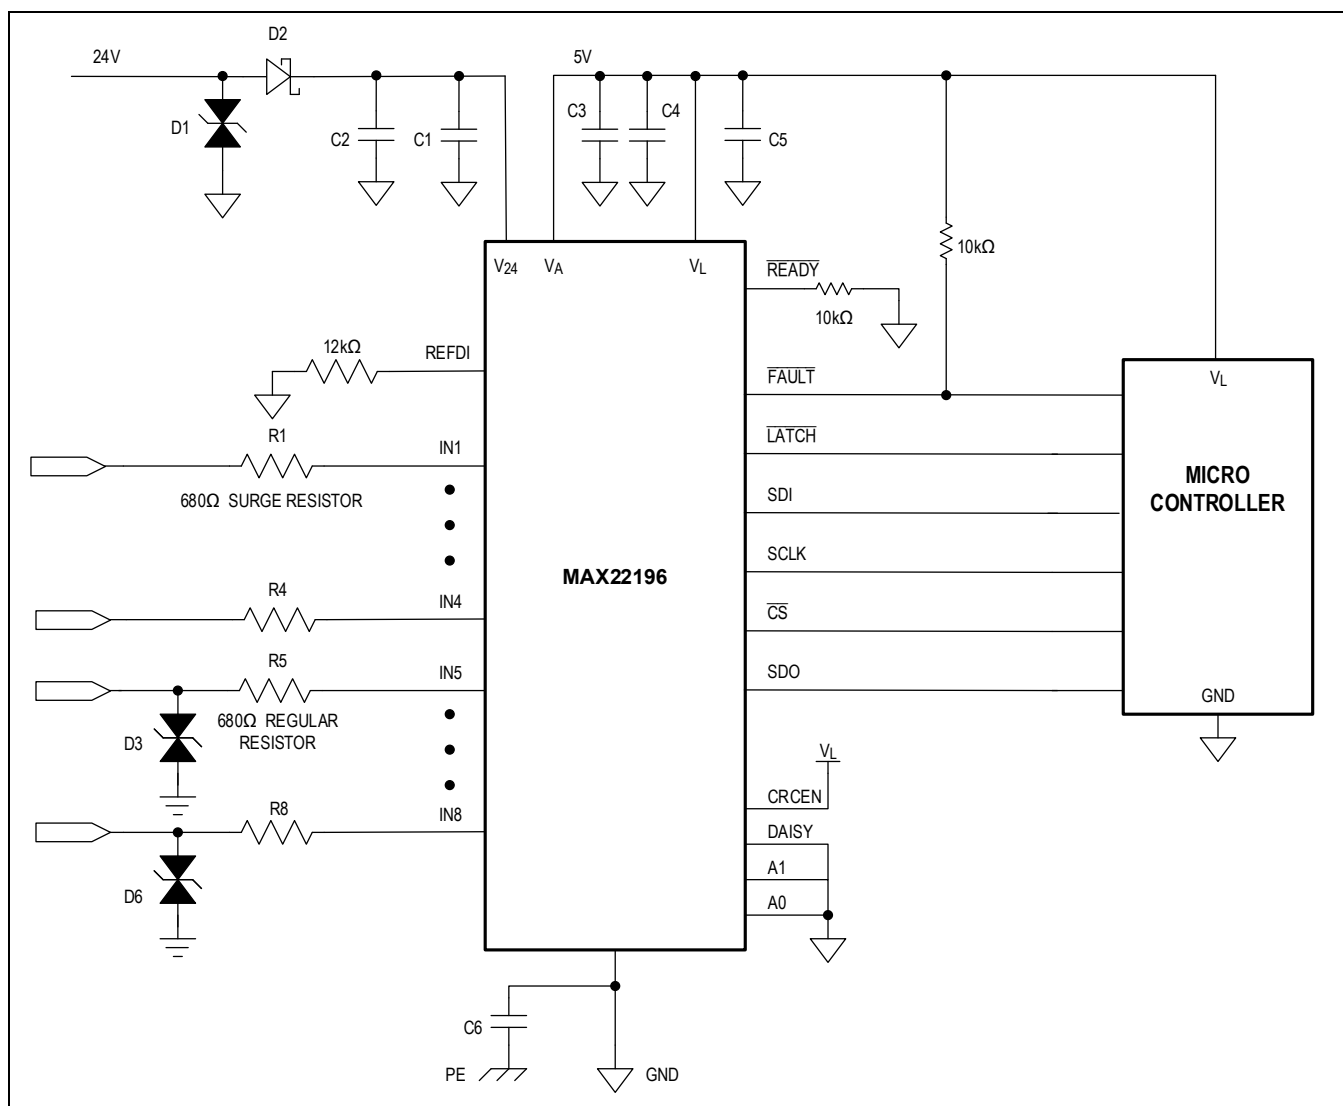 D2
24V
5V
D1
C2
C1
C3
C4
C5
10kΩ
V24
VA
VL
READY
10kΩ
12kΩ
REFDI
FAULT
VL
R1
IN1
LATCH
680Ω SURGE RESISTOR
SDI
MICRO
CONTROLLER
MAX22196
SCLK
R4
IN4
CS
R5
IN5
SDO
680Ω REGULAR
RESISTOR
D3
GND
VL
R8
IN8
CRCEN
DAISY
D6
A1
A0
C6
PE
GND